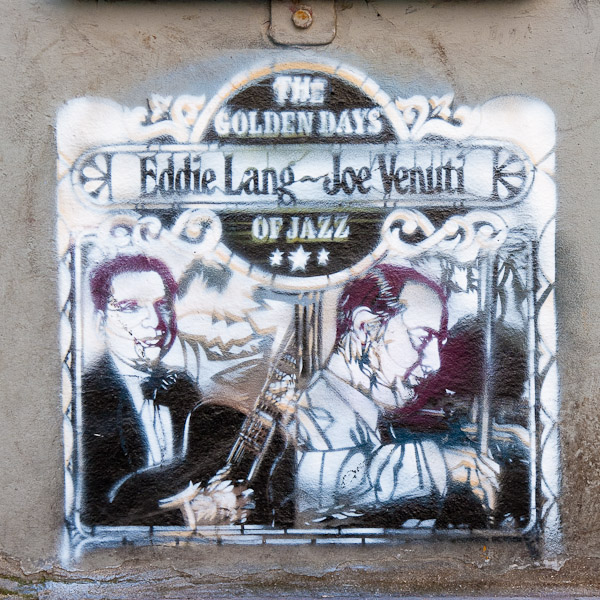 THE
GOLDEN DAYS
Eddie Lang ~ Joe Venuti
OF JAZZ